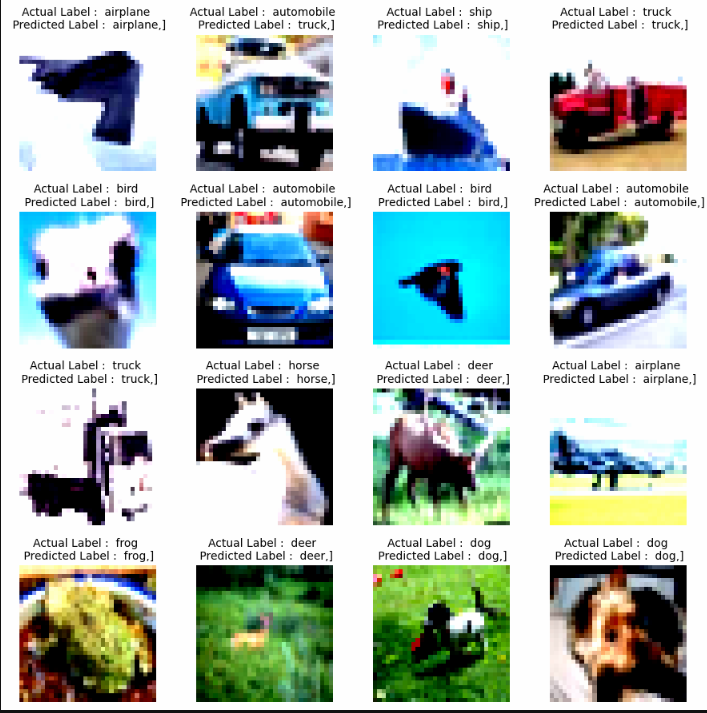 Actual Label :  airplane
Predicted Label :  airplane,]
Actual Label :  automobile
Predicted Label :  truck,]
Actual Label :  ship
Predicted Label :  ship,]
Actual Label :  truck
Predicted Label :  truck,]
Actual Label :  bird
Predicted Label :  bird,]
Actual Label :  automobile
Predicted Label :  automobile,]
Actual Label :  bird
Predicted Label :  bird,]
Actual Label :  automobile
Predicted Label :  automobile,]
Actual Label :  truck
Predicted Label :  truck,]
Actual Label :  horse
Predicted Label :  horse,]
Actual Label :  deer
Predicted Label :  deer,]
Actual Label :  airplane
Predicted Label :  airplane,]
Actual Label :  frog
Predicted Label :  frog,]
Actual Label :  deer
Predicted Label :  deer,]
Actual Label :  dog
Predicted Label :  dog,]
Actual Label :  dog
Predicted Label :  dog,]